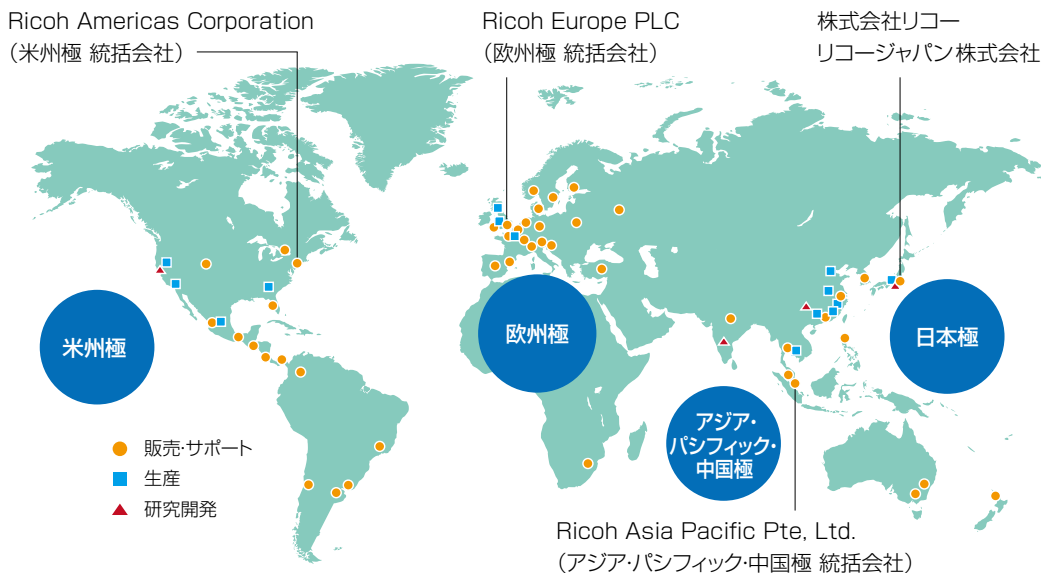 Ricoh Americas Corporation
（米州極 統括会社）
Ricoh Europe PLC
（欧州極 統括会社）
株式会社リコー
リコージャパン株式会社
米州極
欧州極
日本極
アジア・
パシフィック・
中国極
販売・サポート
生産
研究開発
Ricoh Asia Pacific Pte, Ltd.
（アジア・パシフィック・中国極 統括会社）